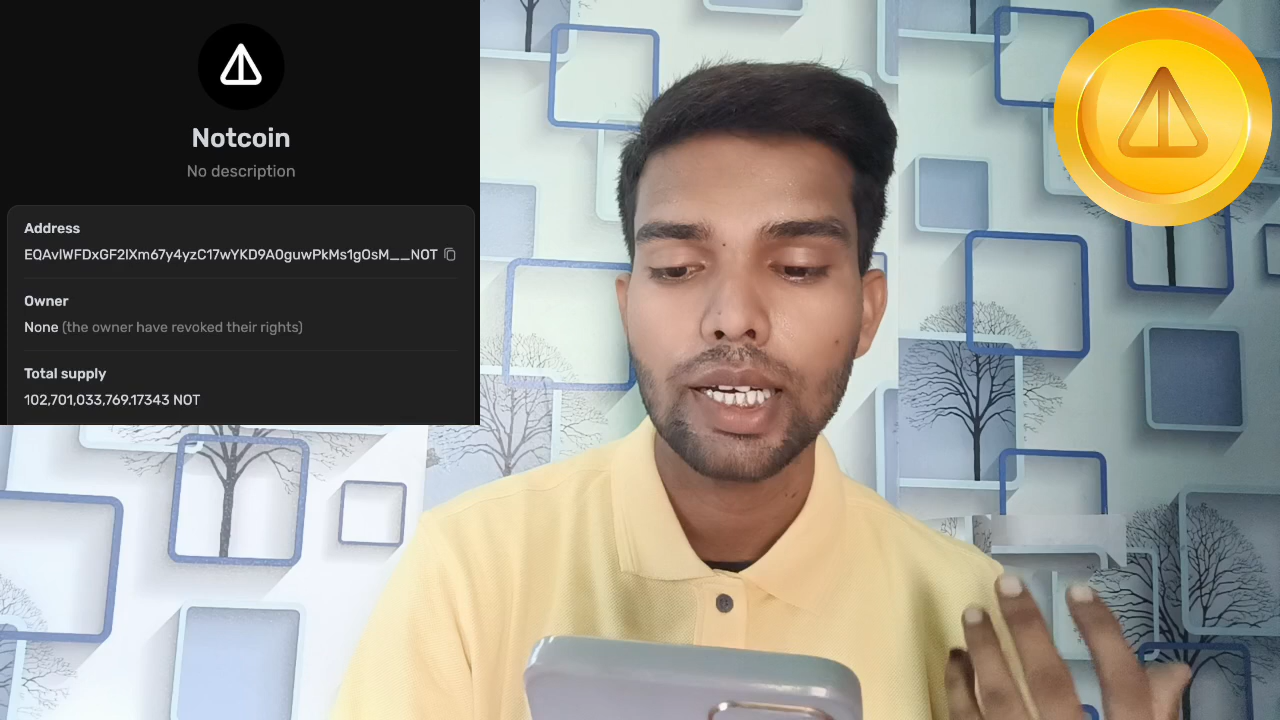 Notcoin
No description
Address
EQAvlWFDxGF2lXm67y4yzC17wYKD9A0guwPkMs1gOsM__NOT
Owner
None (the owner have revoked their rights)
Total supply
102,701,033,769.17343 NOT